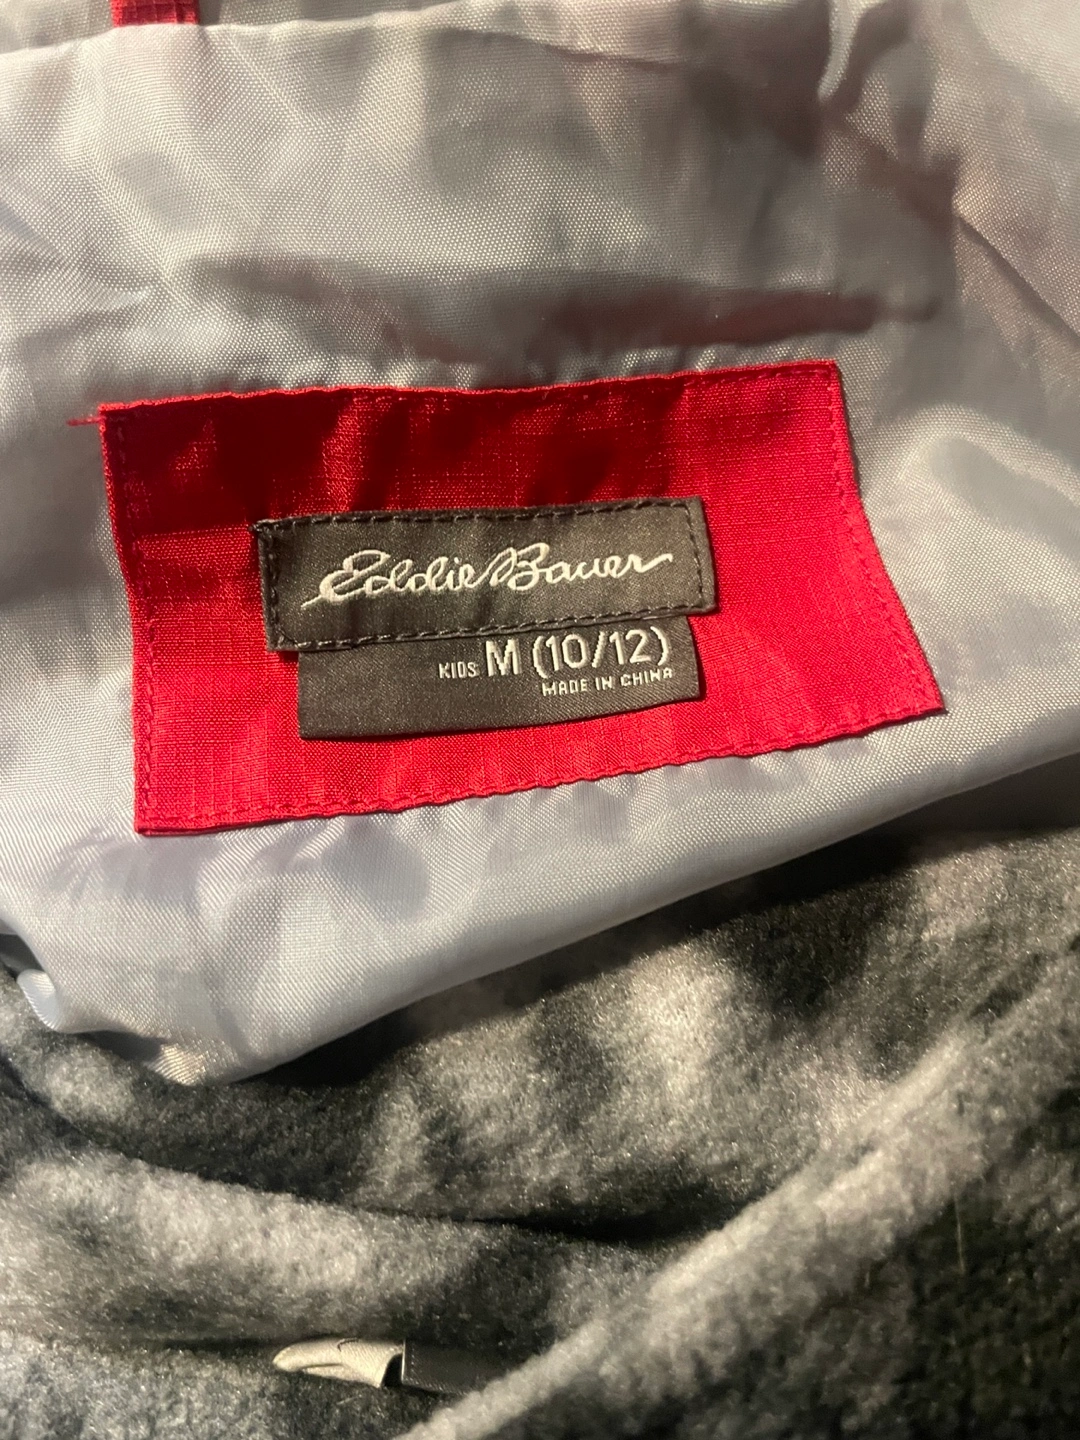 Eddie Bauer
KIDS M (10/12)
MADE IN CHINA